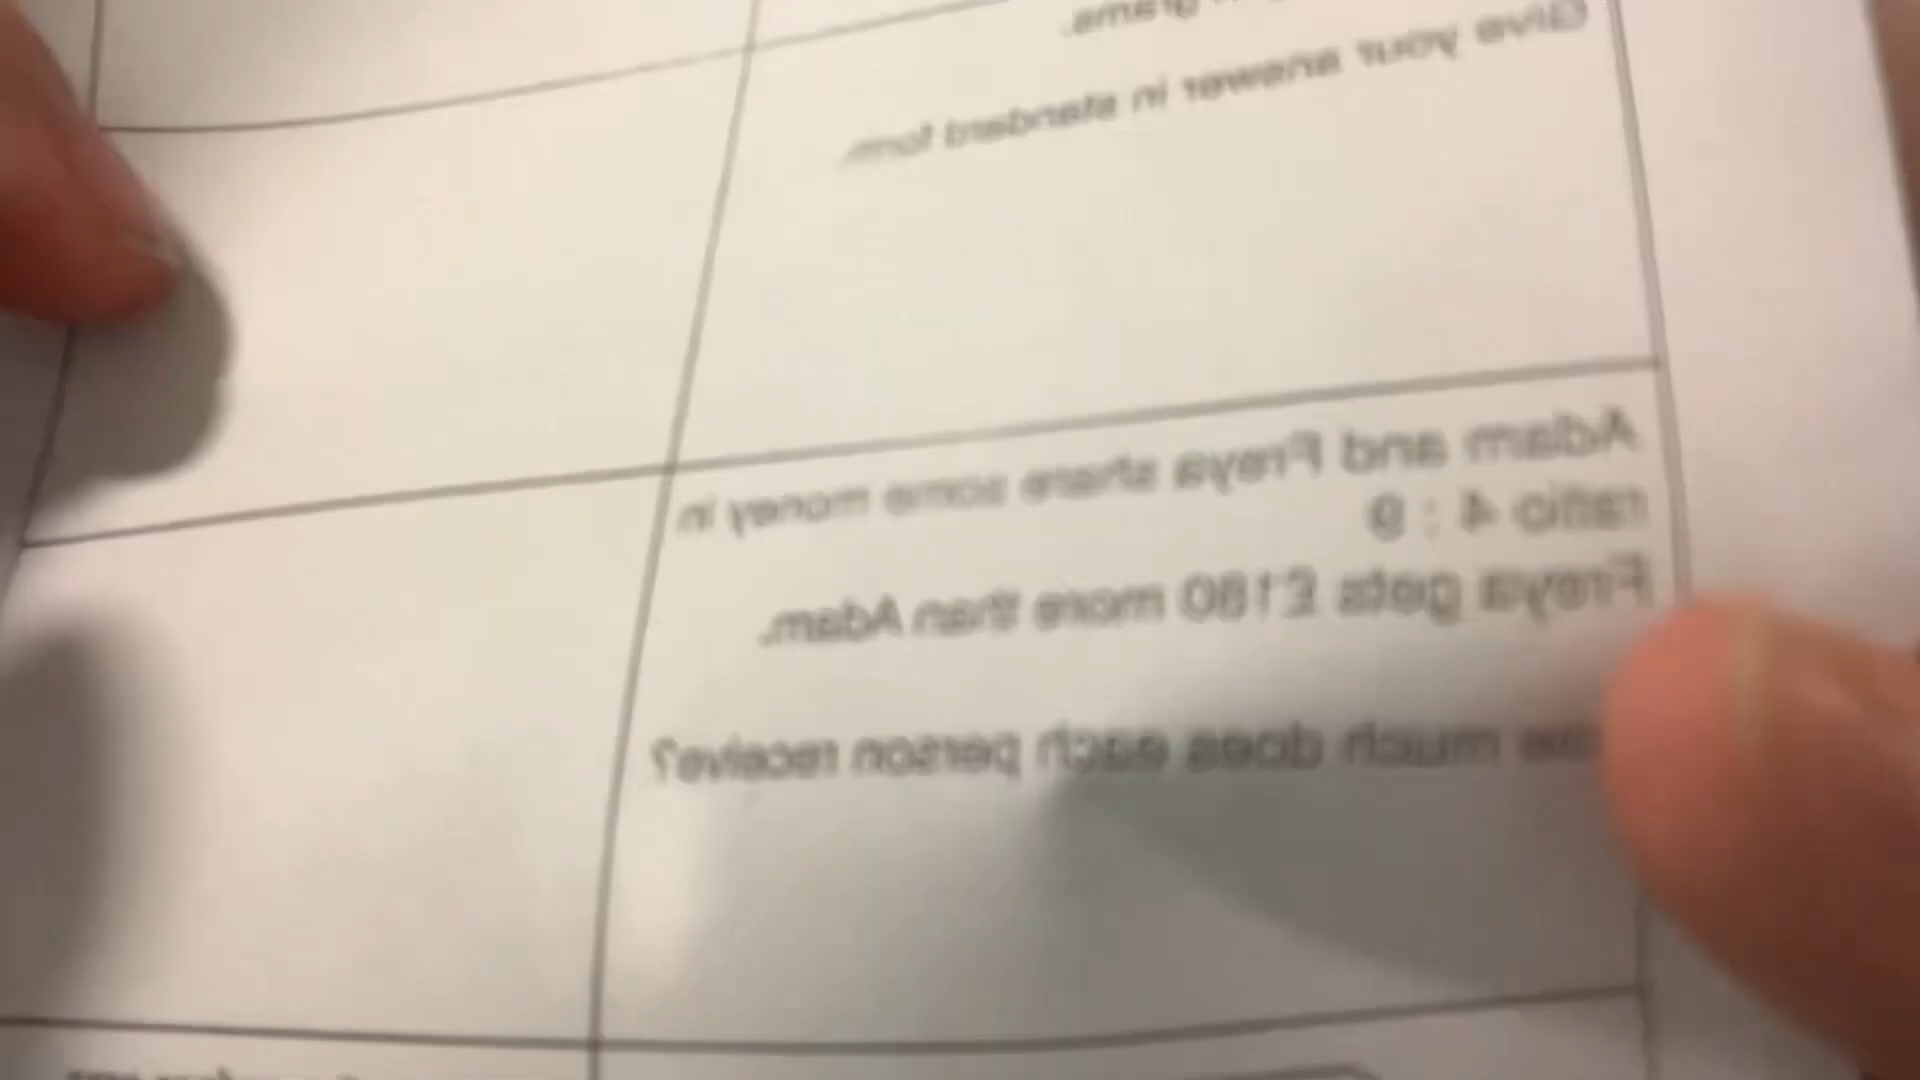 grams.
Give your answer in standard form.
Adam and Freya share some money in
ratio 4 : 9
Freya gets £180 more than Adam.
much does each person receive?